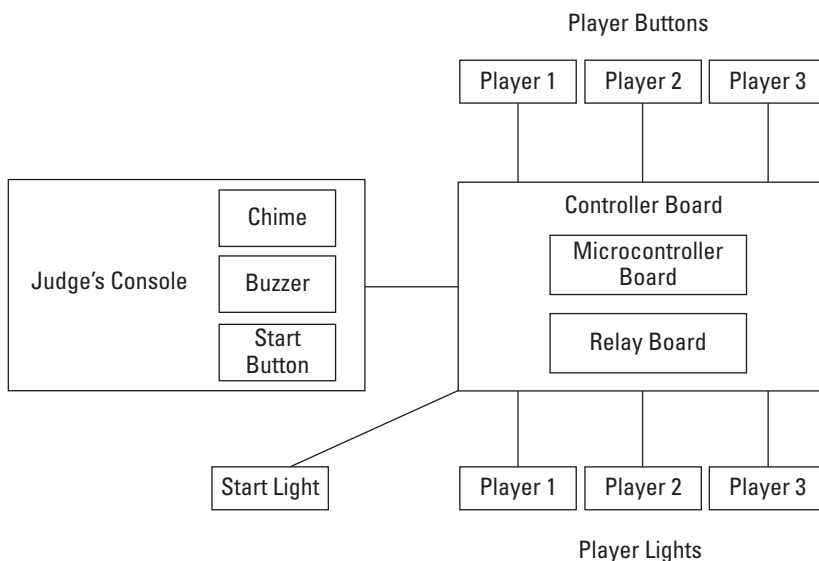 Player Buttons
Player 1
Player 2
Player 3
Judge's Console
Chime
Buzzer
Start
Button
Controller Board
Microcontroller
Board
Relay Board
Start Light
Player 1
Player 2
Player 3
Player Lights